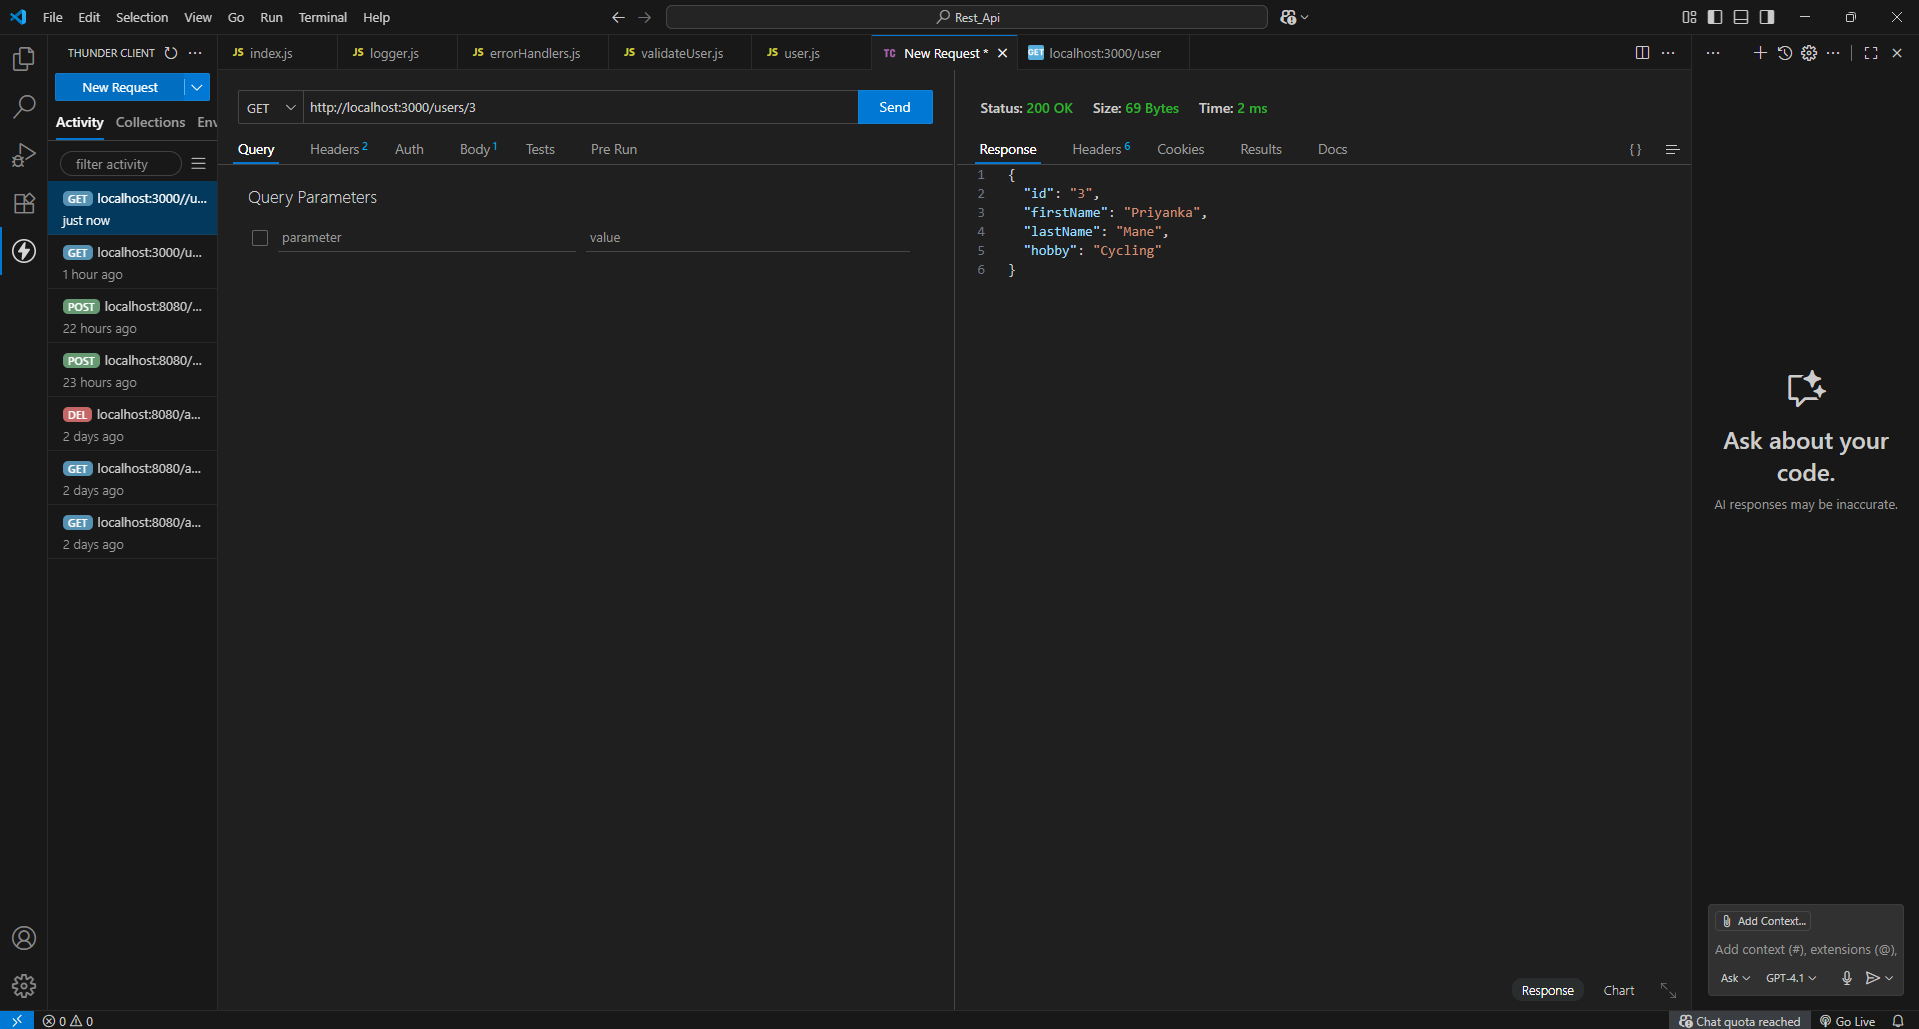 File Edit Selection View Go Run Terminal Help
Rest_Api
THUNDER CLIENT
New Request
Activity Collections Env
filter activity
GET localhost:3000//u...
just now
GET localhost:3000/u...
1 hour ago
POST localhost:8080/...
22 hours ago
POST localhost:8080/...
23 hours ago
DEL localhost:8080/a...
2 days ago
GET localhost:8080/a...
2 days ago
GET localhost:8080/a...
2 days ago
JS index.js JS logger.js JS errorHandlers.js JS validateUser.js JS user.js TC New Request * GET localhost:3000/user
GET http://localhost:3000/users/3 Send
Query Headers 2 Auth Body 1 Tests Pre Run
Query Parameters
parameter value
Status: 200 OK Size: 69 Bytes Time: 2 ms
Response Headers 6 Cookies Results Docs { }
1 {
2 "id": "3",
3 "firstName": "Priyanka",
4 "lastName": "Mane",
5 "hobby": "Cycling"
6 }
Response Chart
Ask about your
code.
AI responses may be inaccurate.
Add Context...
Add context (#), extensions (@),
Ask GPT-4.1
0 0
Chat quota reached Go Live